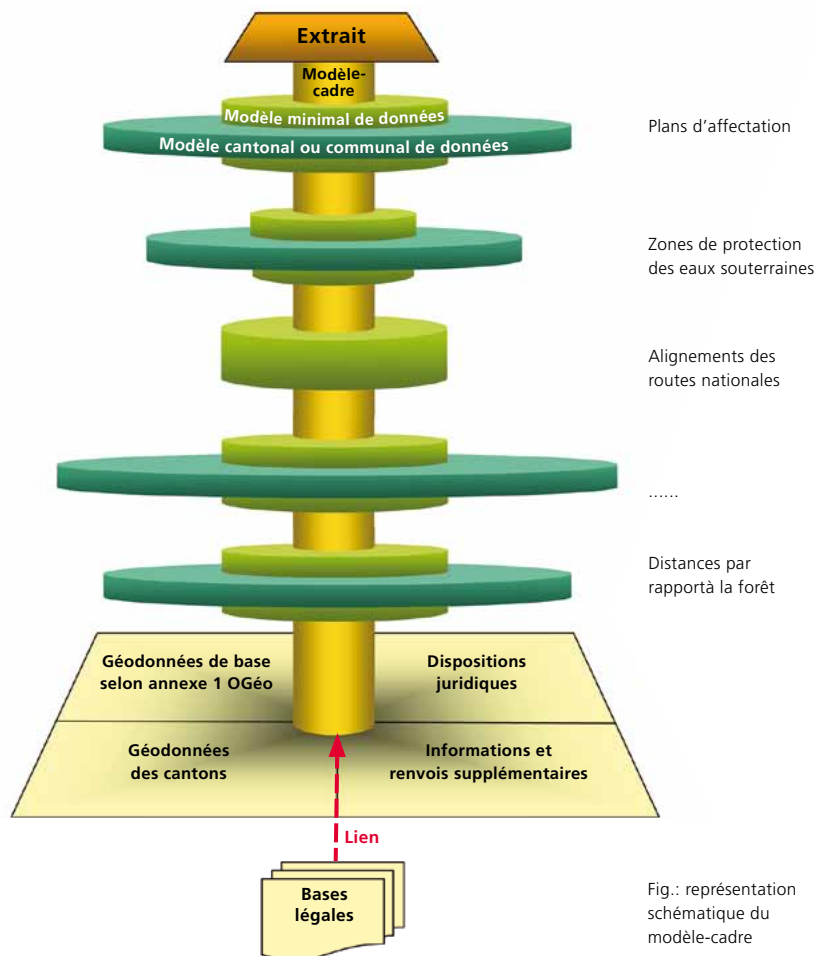 Extrait
Modèle-
cadre
Modèle minimal de données
Modèle cantonal ou communal de données
Plans d'affectation
Zones de protection
des eaux souterraines
Alignements des
routes nationales
......
Distances par
rapportà la forêt
Géodonnées de base
selon annexe 1 OGéo
Dispositions
juridiques
Géodonnées
des cantons
Informations et
renvois supplémentaires
Lien
Bases
légales
Fig.: représentation
schématique du
modèle-cadre